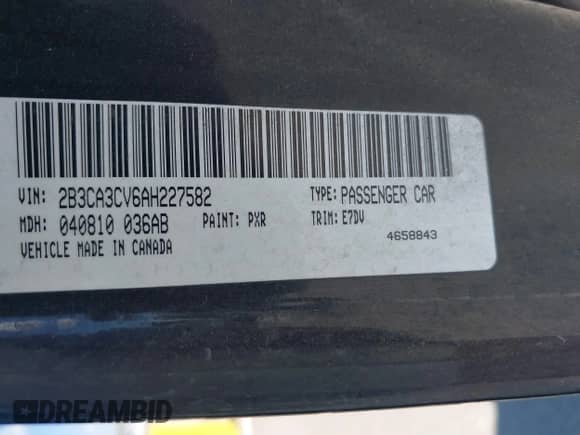 VIN: 2B3CA3CV6AH227582 TYPE: PASSENGER CAR
MDH: 040810 036AB PAINT: PXR TRIM: E7DV
VEHICLE MADE IN CANADA 4658843
DREAMBID